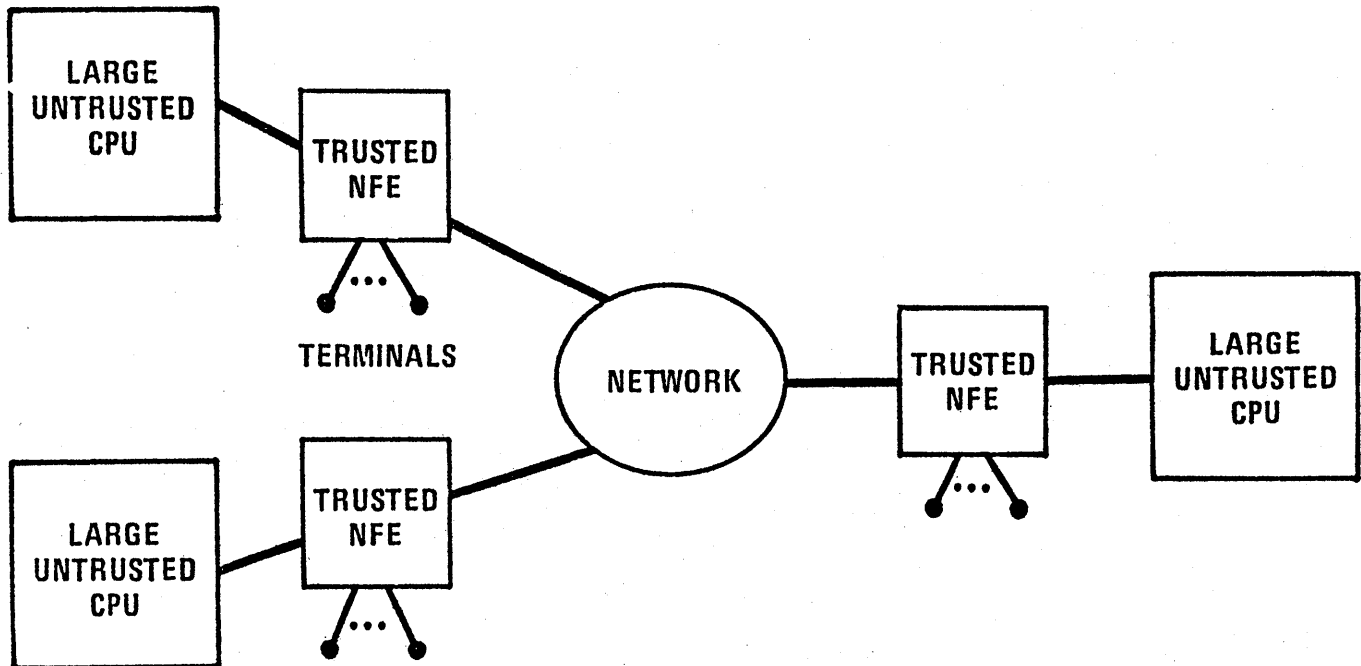 LARGE
UNTRUSTED
CPU
TRUSTED
NFE
TERMINALS
NETWORK
TRUSTED
NFE
LARGE
UNTRUSTED
CPU
LARGE
UNTRUSTED
CPU
TRUSTED
NFE